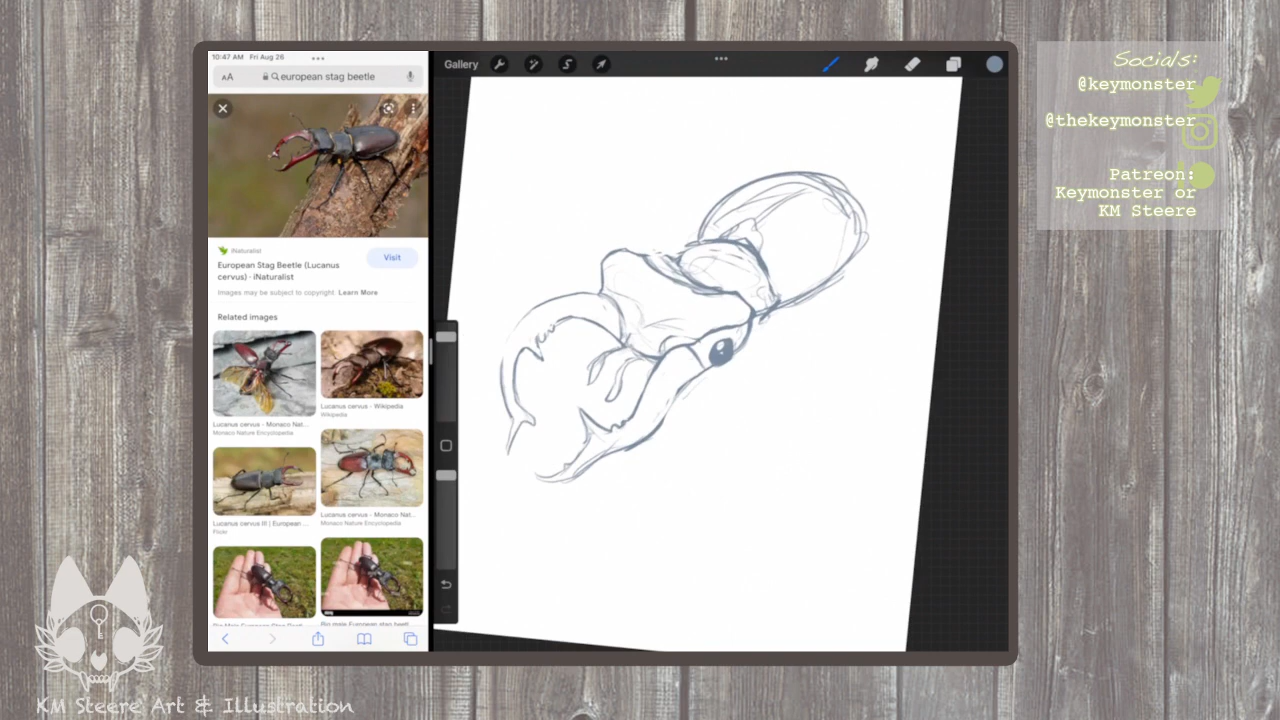 10:47 AM Fri Aug 26
AA
european stag beetle
iNaturalist
European Stag Beetle (Lucanus
cervus) · iNaturalist
Visit
Images may be subject to copyright. Learn More
Related images
Lucanus cervus - Monaco Nat...
Monaco Nature Encyclopedia
Lucanus cervus - Wikipedia
Wikipedia
Lucanus cervus III | European ...
Flickr
Lucanus cervus - Monaco Nat...
Monaco Nature Encyclopedia
Gallery
Socials:
@keymonster
@thekeymonster
Patreon:
Keymonster or
KM Steere
KM Steere Art & Illustration